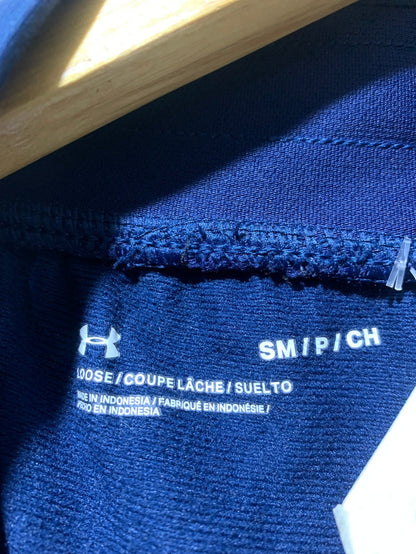 SM/P/CH
LOOSE/COUPE LÂCHE/SUELTO
MADE IN INDONESIA/FABRIQUÉ EN INDONÉSIE/
HECHO EN INDONESIA